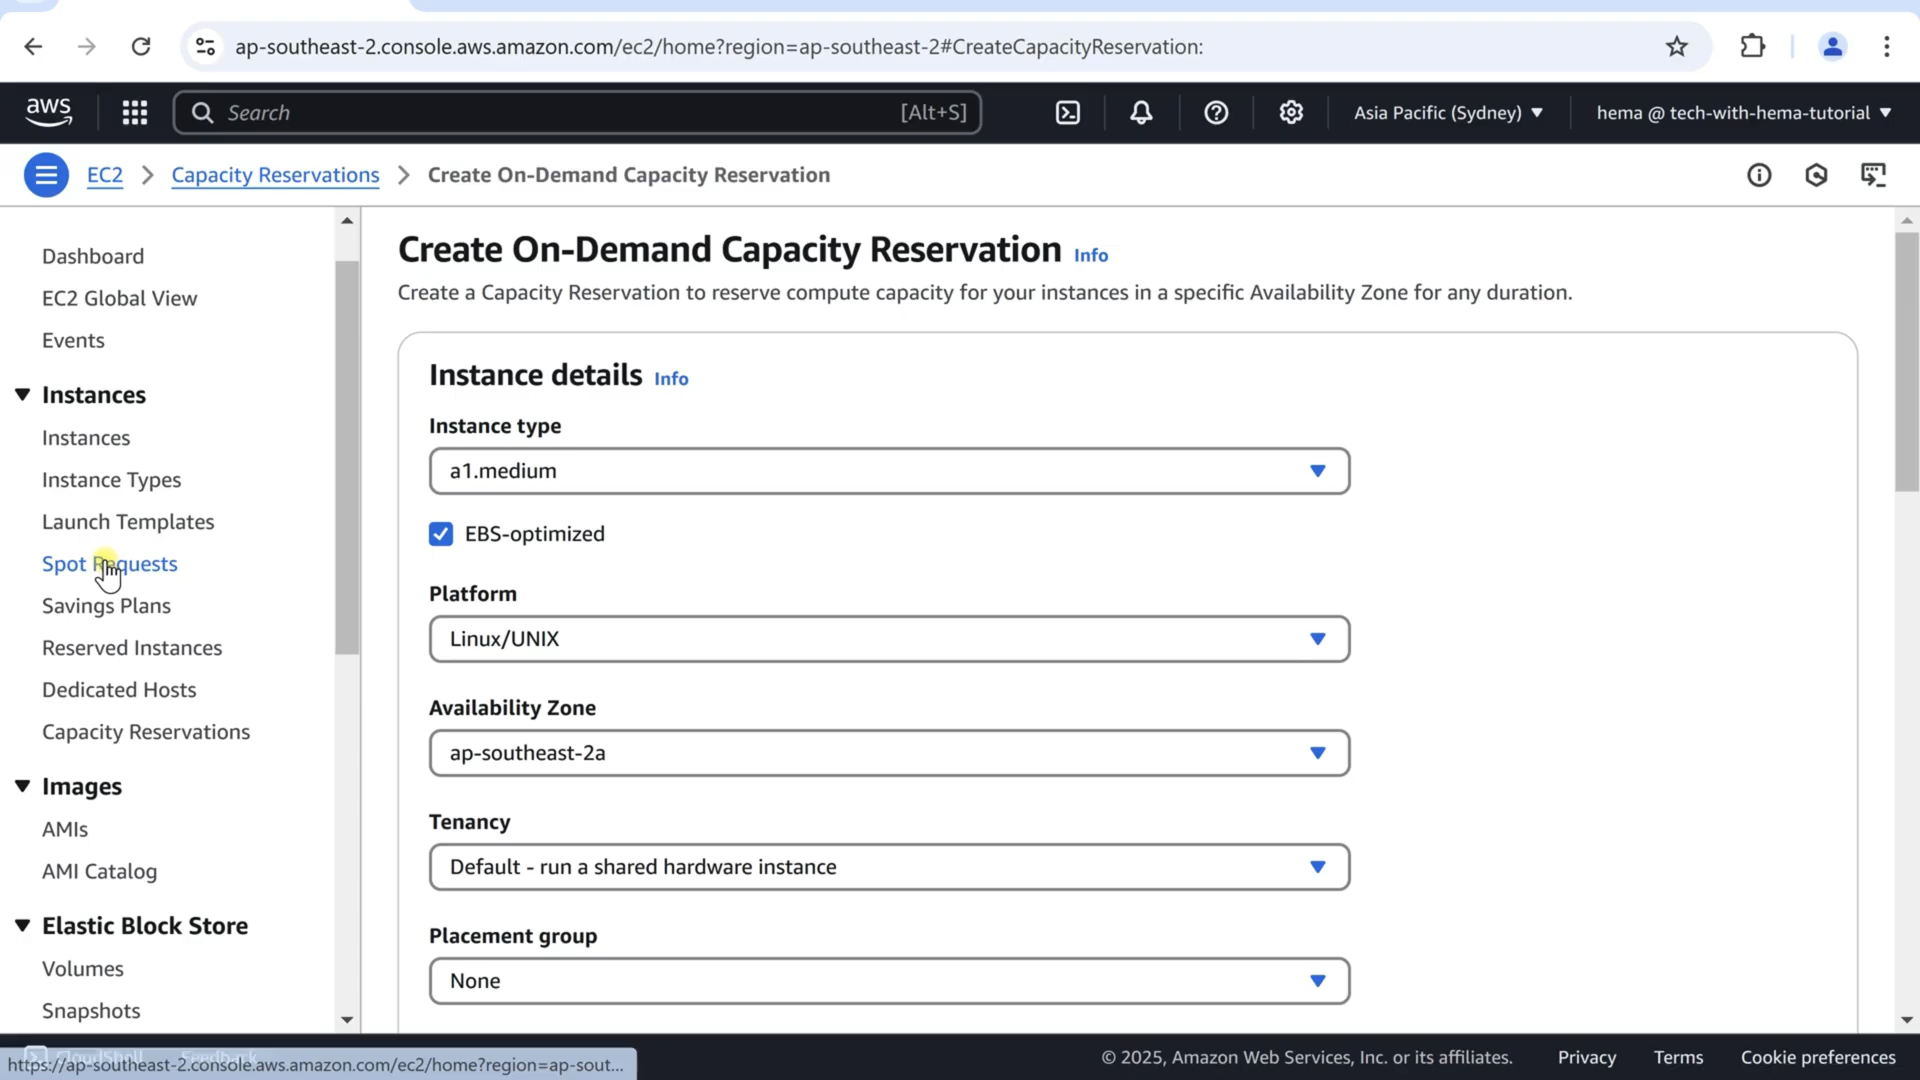 ap-southeast-2.console.aws.amazon.com/ec2/home?region=ap-southeast-2#CreateCapacityReservation:
aws
Search
[Alt+S]
Asia Pacific (Sydney)
hema @ tech-with-hema-tutorial
EC2
Capacity Reservations
Create On-Demand Capacity Reservation
Dashboard
EC2 Global View
Events
Instances
Instances
Instance Types
Launch Templates
Spot Requests
Savings Plans
Reserved Instances
Dedicated Hosts
Capacity Reservations
Images
AMIs
AMI Catalog
Elastic Block Store
Volumes
Snapshots
Create On-Demand Capacity Reservation Info
Create a Capacity Reservation to reserve compute capacity for your instances in a specific Availability Zone for any duration.
Instance details Info
Instance type
a1.medium
EBS-optimized
Platform
Linux/UNIX
Availability Zone
ap-southeast-2a
Tenancy
Default - run a shared hardware instance
Placement group
None
CloudShell
Feedback
https://ap-southeast-2.console.aws.amazon.com/ec2/home?region=ap-sout...
© 2025, Amazon Web Services, Inc. or its affiliates.
Privacy
Terms
Cookie preferences